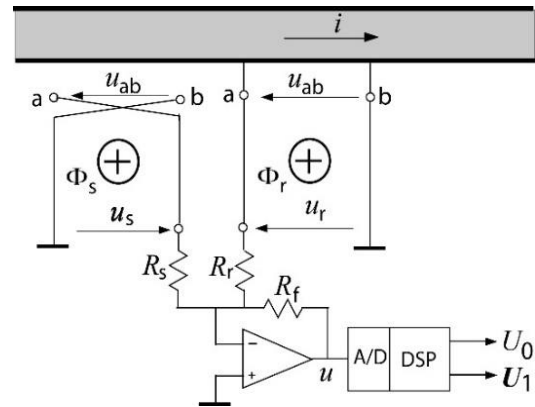 i
u_ab
u_ab
a
b
a
b
Φ_s
Φ_r
u_s
u_r
R_s
R_r
R_f
−
+
u
A/D
DSP
U_0
U_1